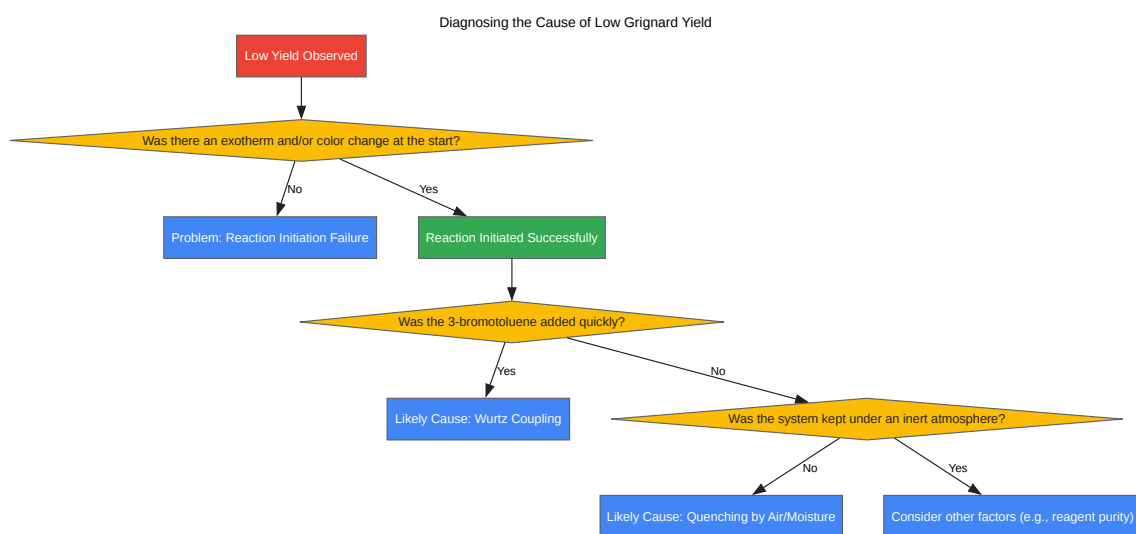 Diagnosing the Cause of Low Grignard Yield
Low Yield Observed
Was there an exotherm and/or color change at the start?
No
Yes
Problem: Reaction Initiation Failure
Reaction Initiated Successfully
Was the 3-bromotoluene added quickly?
Yes
No
Likely Cause: Wurtz Coupling
Was the system kept under an inert atmosphere?
No
Yes
Likely Cause: Quenching by Air/Moisture
Consider other factors (e.g., reagent purity)